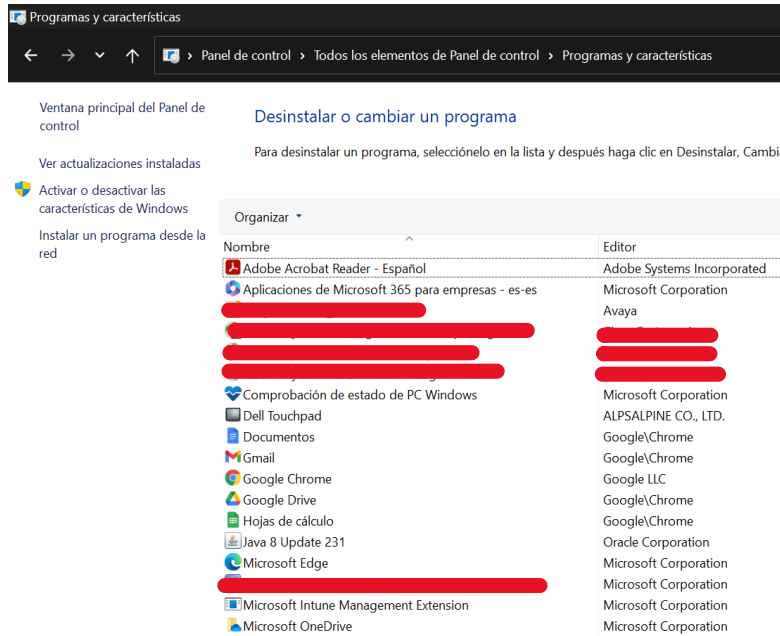 Programas y características
Panel de control > Todos los elementos de Panel de control > Programas y características
Ventana principal del Panel de
control
Ver actualizaciones instaladas
Activar o desactivar las
características de Windows
Instalar un programa desde la
red
Desinstalar o cambiar un programa
Para desinstalar un programa, selecciónelo en la lista y después haga clic en Desinstalar, Cambi
Organizar
Nombre Editor
Adobe Acrobat Reader - Español Adobe Systems Incorporated
Aplicaciones de Microsoft 365 para empresas - es-es Microsoft Corporation
Avaya
Comprobación de estado de PC Windows Microsoft Corporation
Dell Touchpad ALPSALPINE CO., LTD.
Documentos Google\Chrome
Gmail Google\Chrome
Google Chrome Google LLC
Google Drive Google\Chrome
Hojas de cálculo Google\Chrome
Java 8 Update 231 Oracle Corporation
Microsoft Edge Microsoft Corporation
Microsoft Corporation
Microsoft Intune Management Extension Microsoft Corporation
Microsoft OneDrive Microsoft Corporation